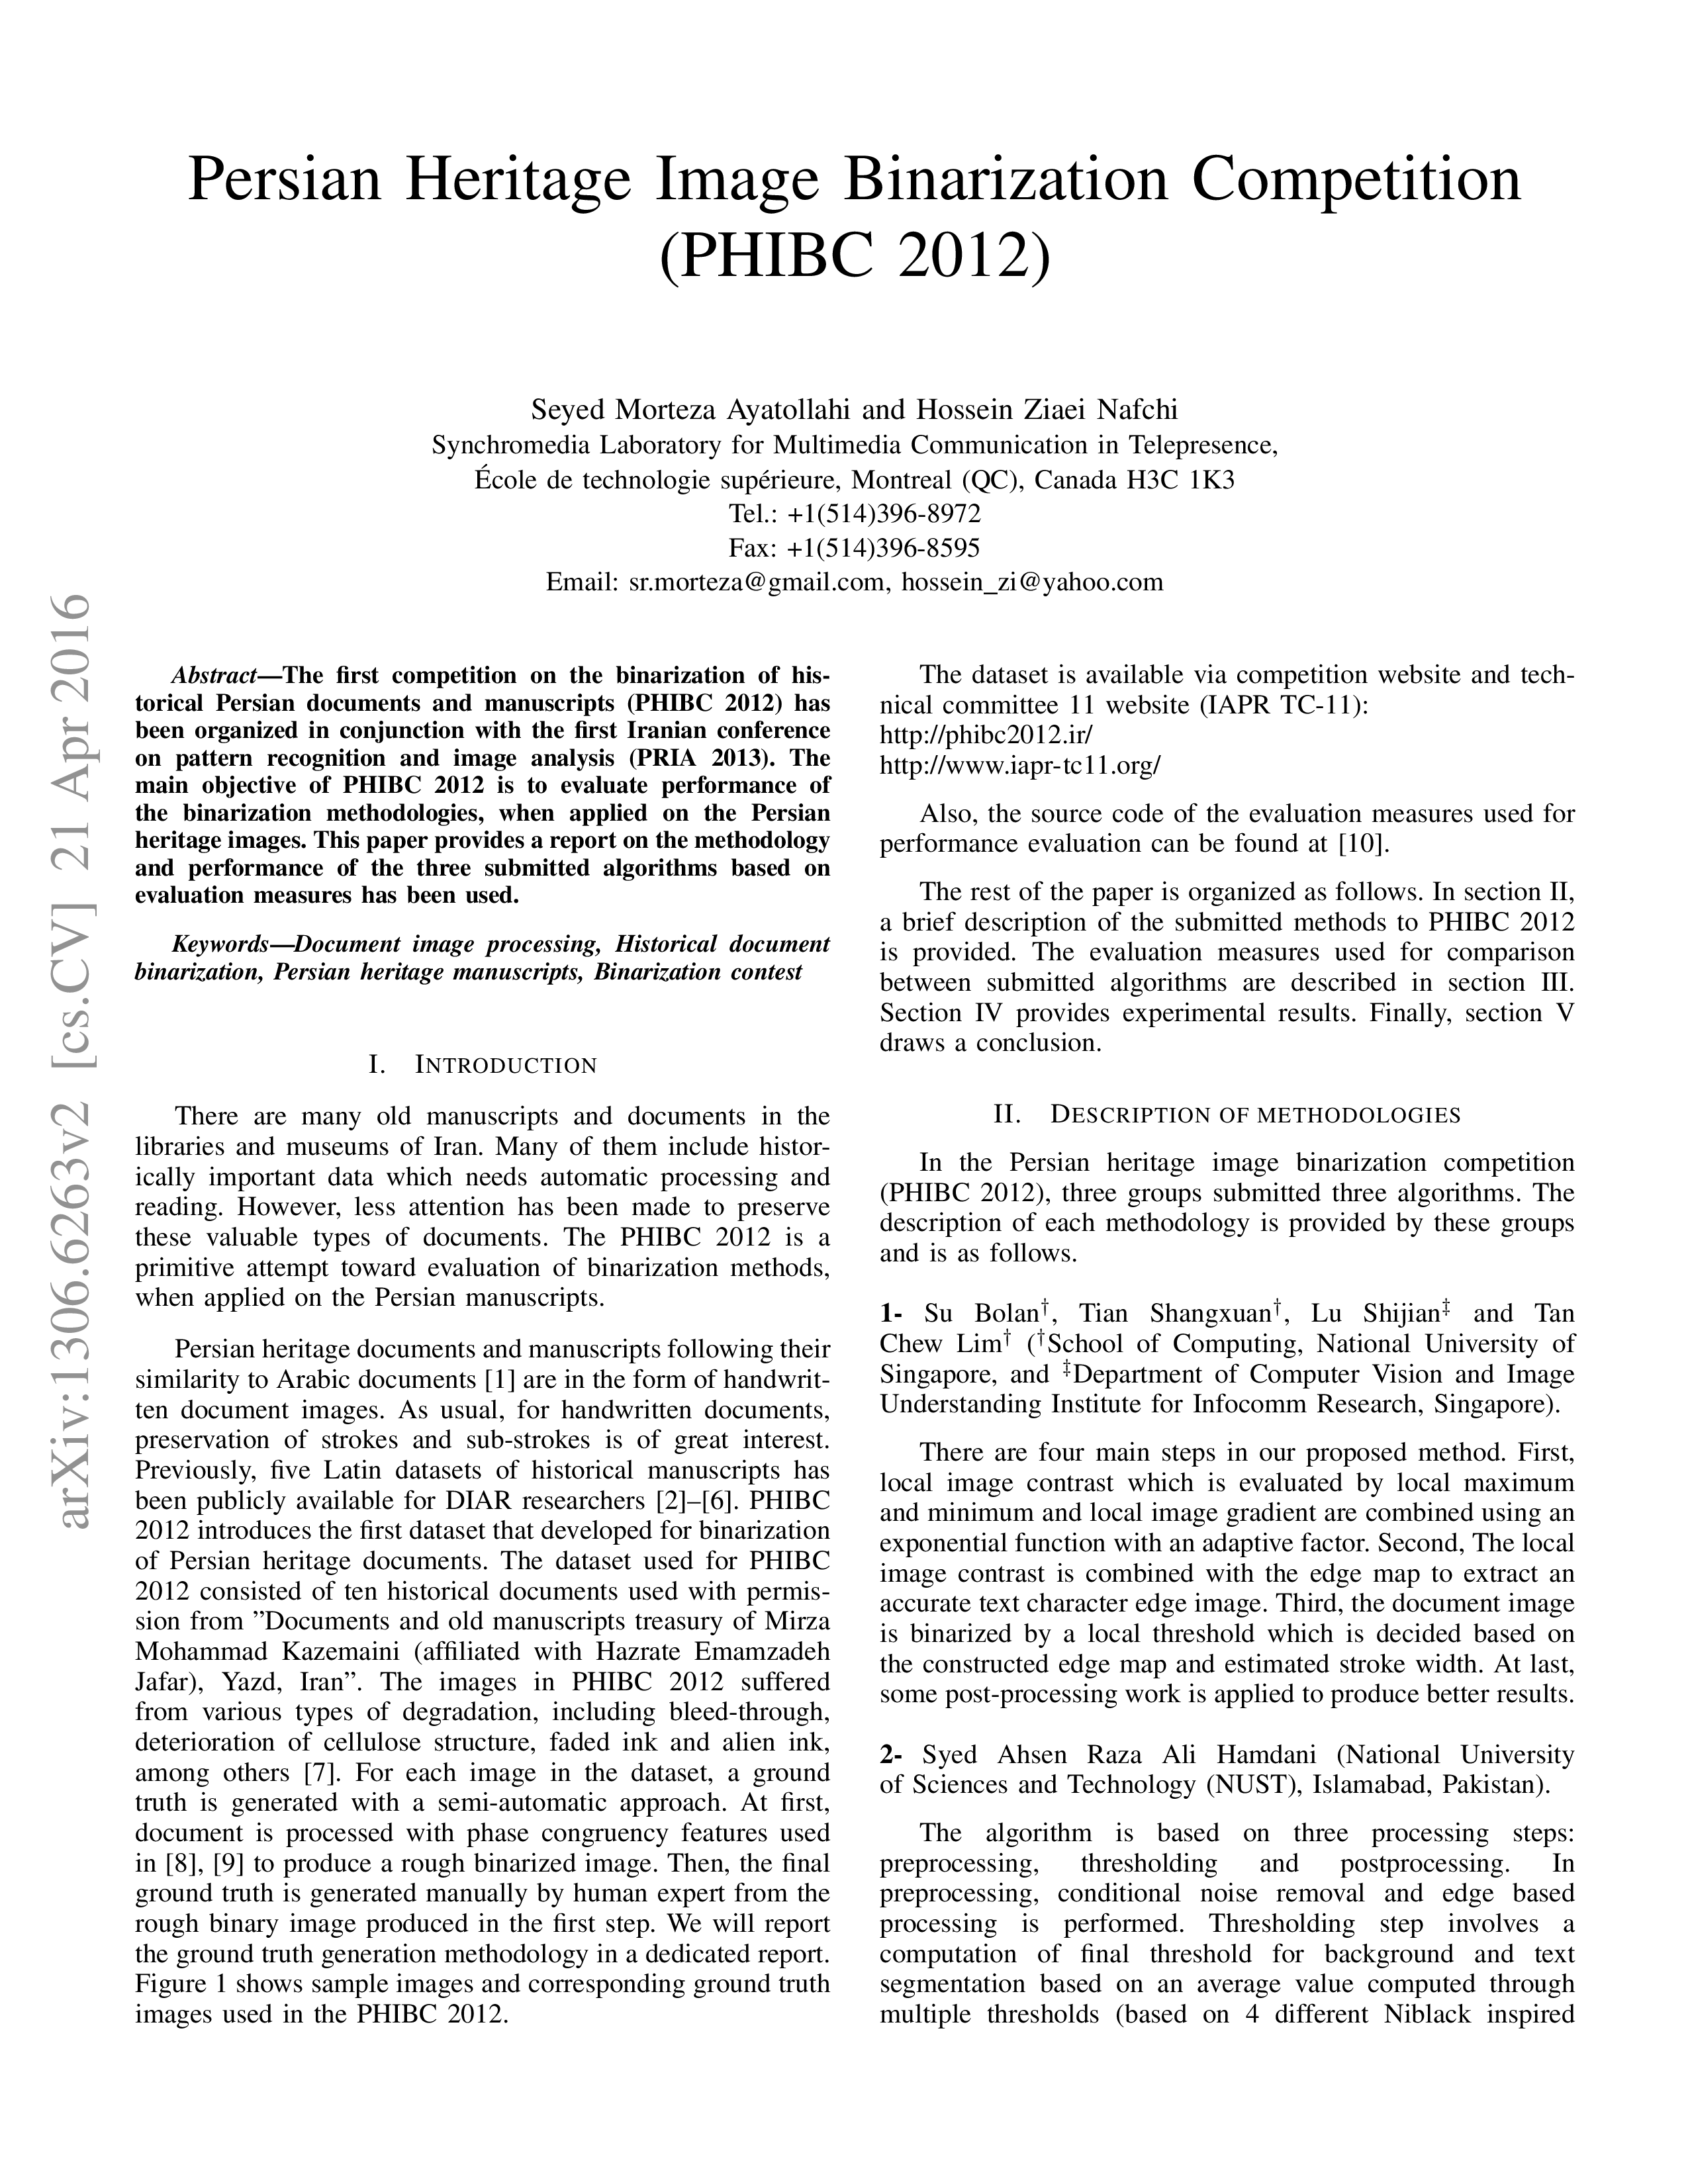 Persian Heritage Image Binarization Competition
(PHIBC 2012)
Seyed Morteza Ayatollahi and Hossein Ziaei Nafchi
Synchromedia Laboratory for Multimedia Communication in Telepresence,
École de technologie supérieure, Montreal (QC), Canada H3C 1K3
Tel.: +1(514)396-8972
Fax: +1(514)396-8595
Email: sr.morteza@gmail.com, hossein_zi@yahoo.com
arXiv:1306.6263v2 [cs.CV] 21 Apr 2016
Abstract—The first competition on the binarization of his-
torical Persian documents and manuscripts (PHIBC 2012) has
been organized in conjunction with the first Iranian conference
on pattern recognition and image analysis (PRIA 2013). The
main objective of PHIBC 2012 is to evaluate performance of
the binarization methodologies, when applied on the Persian
heritage images. This paper provides a report on the methodology
and performance of the three submitted algorithms based on
evaluation measures has been used.
Keywords—Document image processing, Historical document
binarization, Persian heritage manuscripts, Binarization contest
I. INTRODUCTION
There are many old manuscripts and documents in the
libraries and museums of Iran. Many of them include histor-
ically important data which needs automatic processing and
reading. However, less attention has been made to preserve
these valuable types of documents. The PHIBC 2012 is a
primitive attempt toward evaluation of binarization methods,
when applied on the Persian manuscripts.
Persian heritage documents and manuscripts following their
similarity to Arabic documents [1] are in the form of handwrit-
ten document images. As usual, for handwritten documents,
preservation of strokes and sub-strokes is of great interest.
Previously, five Latin datasets of historical manuscripts has
been publicly available for DIAR researchers [2]–[6]. PHIBC
2012 introduces the first dataset that developed for binarization
of Persian heritage documents. The dataset used for PHIBC
2012 consisted of ten historical documents used with permis-
sion from ”Documents and old manuscripts treasury of Mirza
Mohammad Kazemaini (affiliated with Hazrate Emamzadeh
Jafar), Yazd, Iran”. The images in PHIBC 2012 suffered
from various types of degradation, including bleed-through,
deterioration of cellulose structure, faded ink and alien ink,
among others [7]. For each image in the dataset, a ground
truth is generated with a semi-automatic approach. At first,
document is processed with phase congruency features used
in [8], [9] to produce a rough binarized image. Then, the final
ground truth is generated manually by human expert from the
rough binary image produced in the first step. We will report
the ground truth generation methodology in a dedicated report.
Figure 1 shows sample images and corresponding ground truth
images used in the PHIBC 2012.
The dataset is available via competition website and tech-
nical committee 11 website (IAPR TC-11):
http://phibc2012.ir/
http://www.iapr-tc11.org/
Also, the source code of the evaluation measures used for
performance evaluation can be found at [10].
The rest of the paper is organized as follows. In section II,
a brief description of the submitted methods to PHIBC 2012
is provided. The evaluation measures used for comparison
between submitted algorithms are described in section III.
Section IV provides experimental results. Finally, section V
draws a conclusion.
II. DESCRIPTION OF METHODOLOGIES
In the Persian heritage image binarization competition
(PHIBC 2012), three groups submitted three algorithms. The
description of each methodology is provided by these groups
and is as follows.
1- Su Bolan†, Tian Shangxuan†, Lu Shijian‡ and Tan
Chew Lim† (†School of Computing, National University of
Singapore, and ‡Department of Computer Vision and Image
Understanding Institute for Infocomm Research, Singapore).
There are four main steps in our proposed method. First,
local image contrast which is evaluated by local maximum
and minimum and local image gradient are combined using an
exponential function with an adaptive factor. Second, The local
image contrast is combined with the edge map to extract an
accurate text character edge image. Third, the document image
is binarized by a local threshold which is decided based on
the constructed edge map and estimated stroke width. At last,
some post-processing work is applied to produce better results.
2- Syed Ahsen Raza Ali Hamdani (National University
of Sciences and Technology (NUST), Islamabad, Pakistan).
The algorithm is based on three processing steps:
preprocessing, thresholding and postprocessing. In
preprocessing, conditional noise removal and edge based
processing is performed. Thresholding step involves a
computation of final threshold for background and text
segmentation based on an average value computed through
multiple thresholds (based on 4 different Niblack inspired